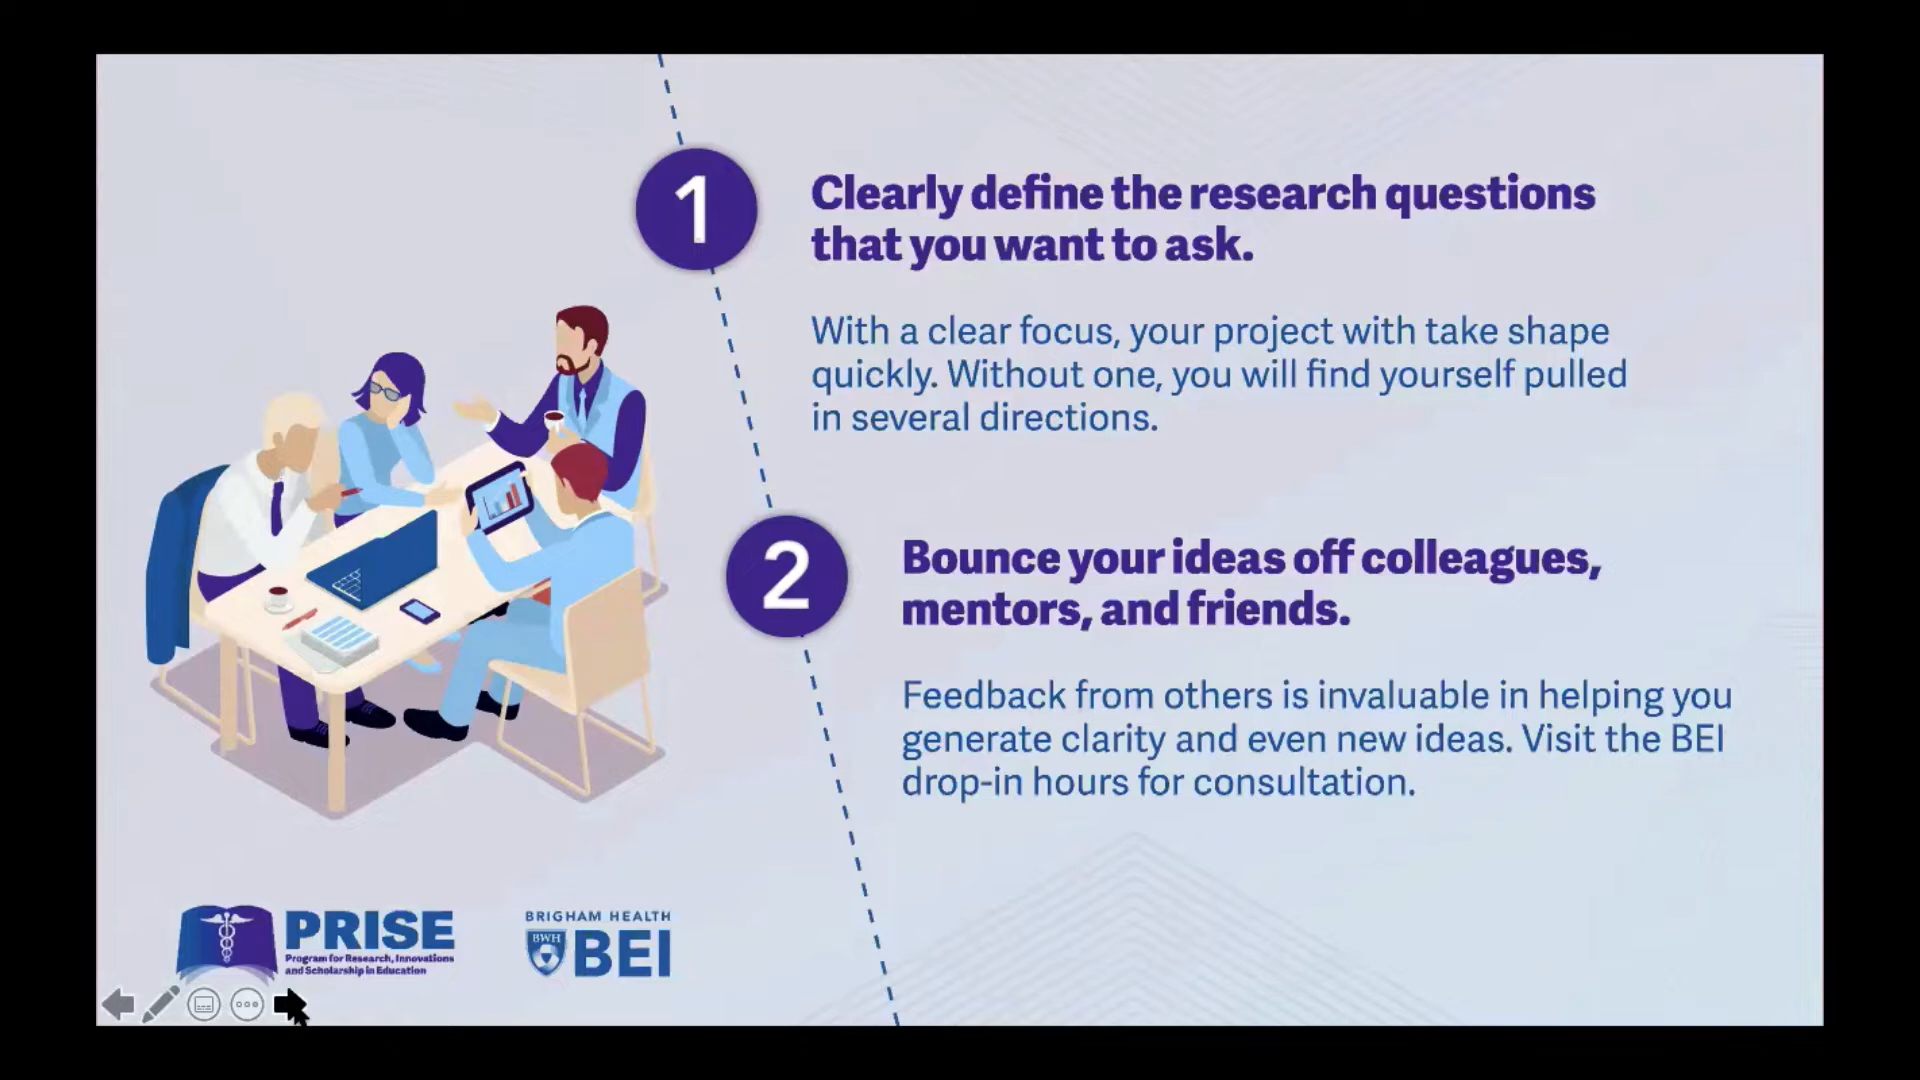 1
Clearly define the research questions
that you want to ask.
With a clear focus, your project with take shape
quickly. Without one, you will find yourself pulled
in several directions.
2
Bounce your ideas off colleagues,
mentors, and friends.
Feedback from others is invaluable in helping you
generate clarity and even new ideas. Visit the BEI
drop-in hours for consultation.
PRISE
Program for Research, Innovations
and Scholarship in Education
BRIGHAM HEALTH
BWH
BEI